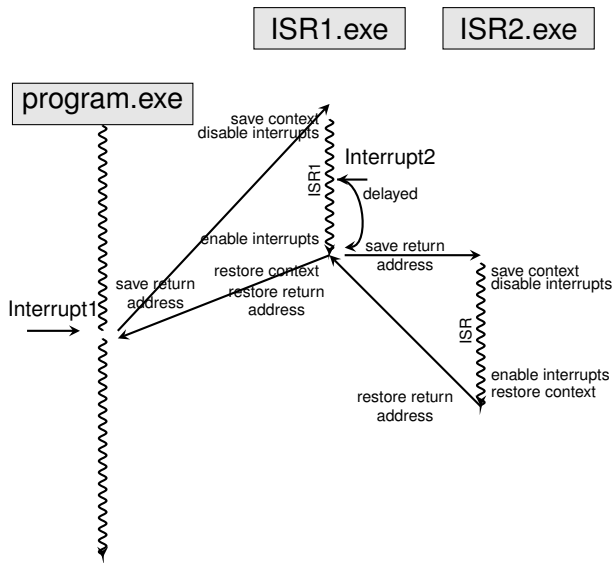 ISR1.exe
ISR2.exe
program.exe
save context
disable interrupts
ISR1
Interrupt2
delayed
enable interrupts
save return
address
restore context
save return
address
restore return
address
Interrupt1
save context
disable interrupts
ISR
enable interrupts
restore context
restore return
address